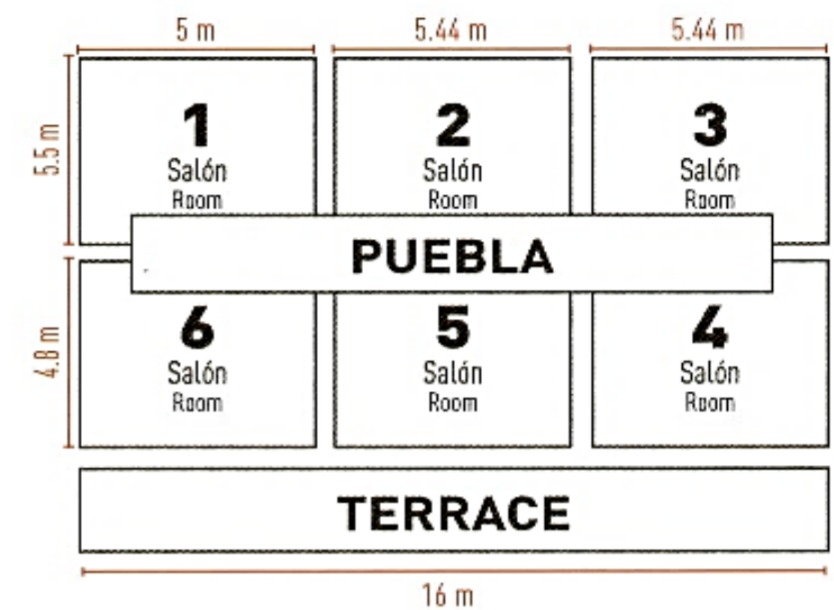 5 m 5.44 m 5.44 m
5.5 m
1 2 3
Salón Salón Salón
Room Room Room
PUEBLA
4.8 m
6 5 4
Salón Salón Salón
Room Room Room
TERRACE
16 m